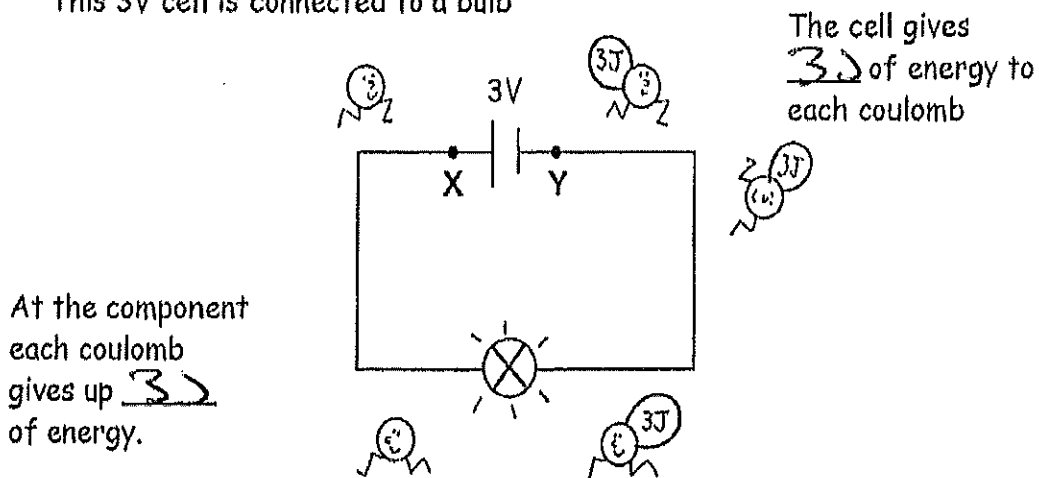 This 3V cell is connected to a bulb
The cell gives
3J of energy to
each coulomb
3V
3J
X
Y
3J
At the component
each coulomb
gives up 3J
of energy.
3J